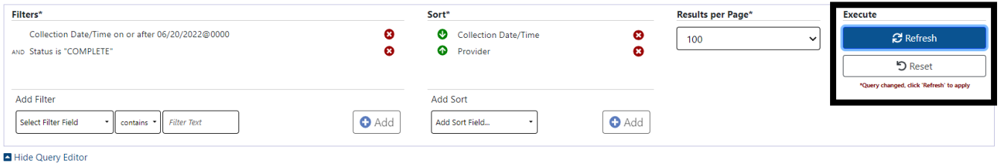 Filters*
Collection Date/Time on or after 06/20/2022@0000
AND Status is "COMPLETE"
Add Filter
Select Filter Field
contains
Filter Text
Add
Sort*
Collection Date/Time
Provider
Add Sort
Add Sort Field...
Add
Results per Page*
100
Execute
Refresh
Reset
*Query changed, click 'Refresh' to apply
Hide Query Editor